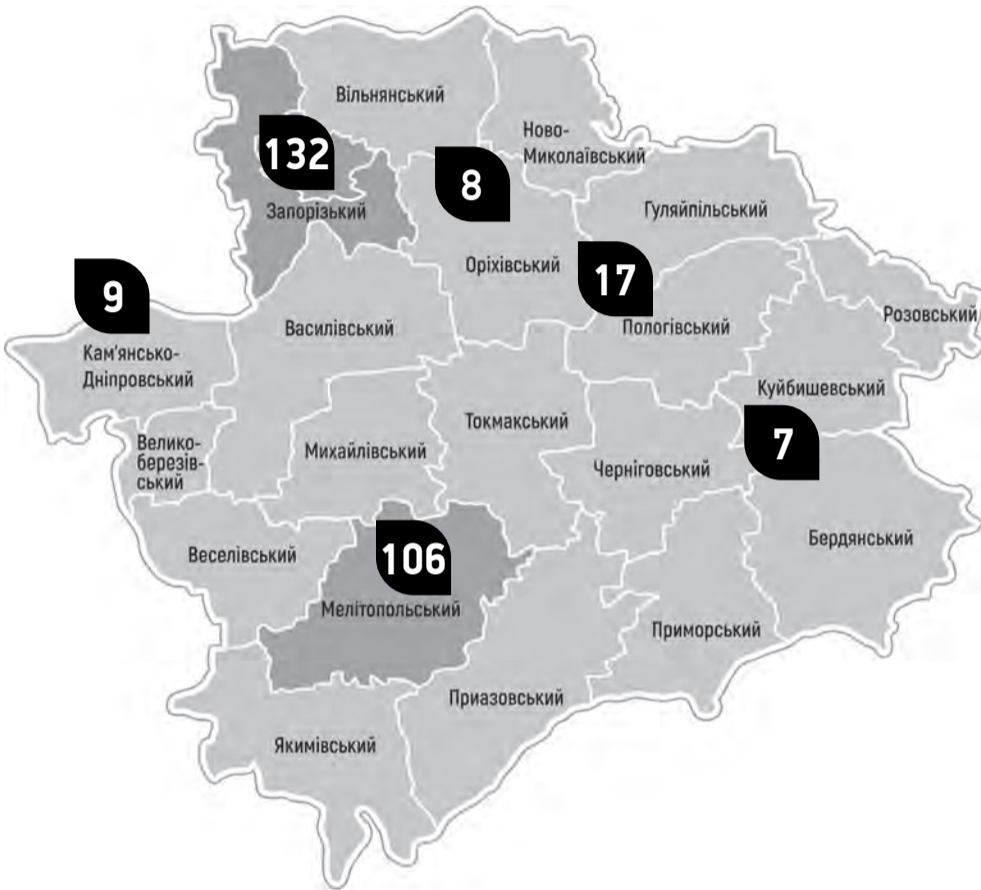 Вільнянський
Ново-
Миколаївський
132
8
Запорізький
Гуляйпільський
Оріхівський
17
9
Василівський
Пологівський
Розовський
Кам'янсько-
Дніпровський
Куйбишевський
Токмакський
7
Велико-
березів-
ський
Михайлівський
Черніговський
Веселівський
106
Бердянський
Мелітопольський
Приморський
Приазовський
Якимівський